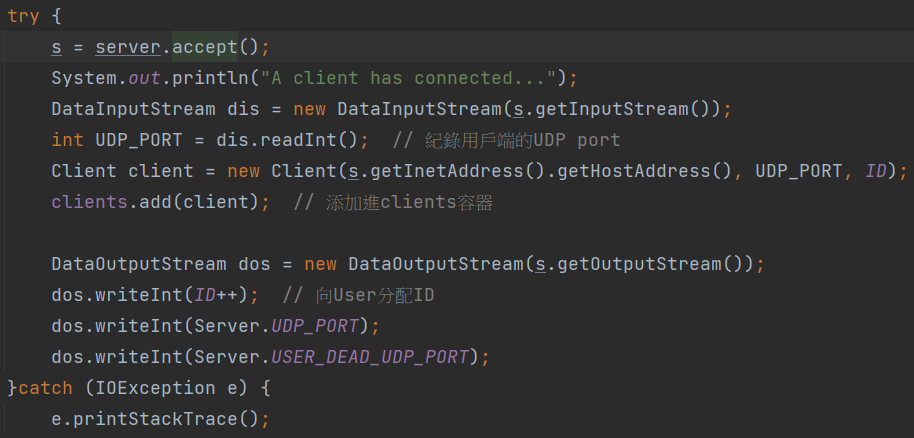 try {
s = server.accept();
System.out.println("A client has connected...");
DataInputStream dis = new DataInputStream(s.getInputStream());
int UDP_PORT = dis.readInt();  // 紀錄用戶端的UDP port
Client client = new Client(s.getInetAddress().getHostAddress(), UDP_PORT, ID);
clients.add(client);  // 添加進clients容器
DataOutputStream dos = new DataOutputStream(s.getOutputStream());
dos.writeInt(ID++);  // 向User分配ID
dos.writeInt(Server.UDP_PORT);
dos.writeInt(Server.USER_DEAD_UDP_PORT);
}catch (IOException e) {
e.printStackTrace();